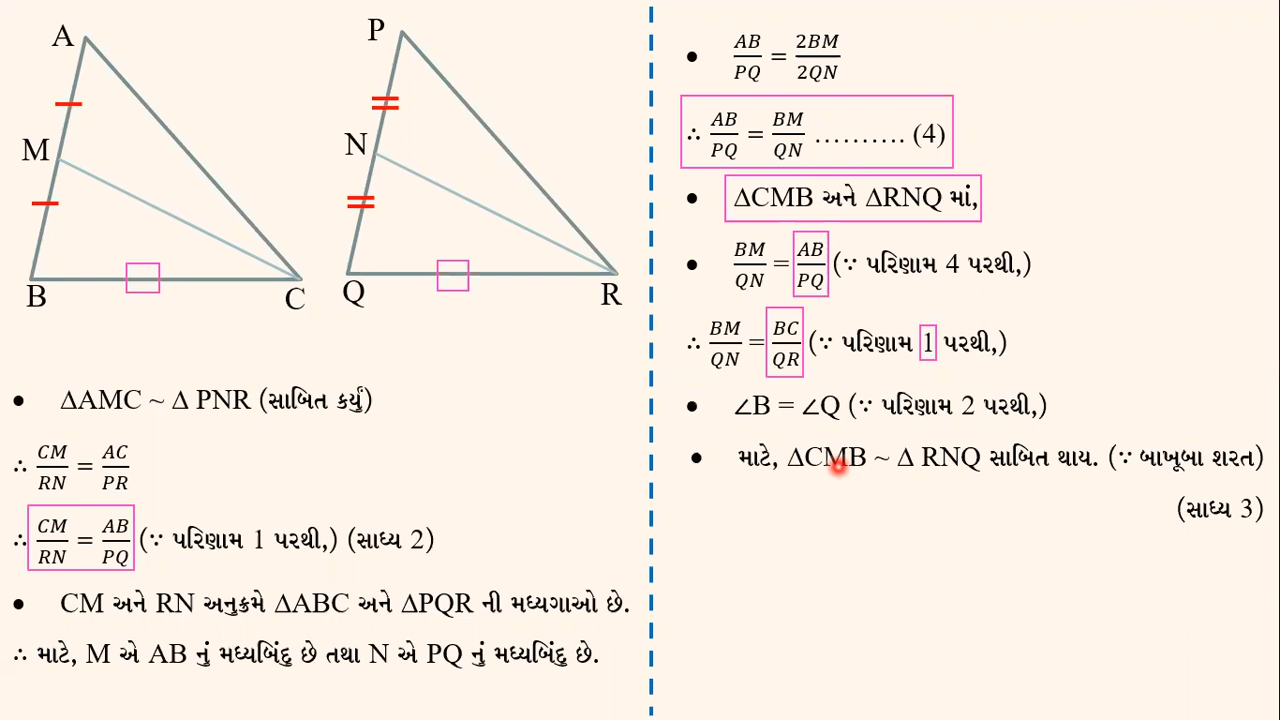 A
M
B
C
P
N
Q
R
• ΔAMC ~ Δ PNR (સાબિત કર્યું)
∴ CM/RN = AC/PR
∴ CM/RN = AB/PQ (∵ પરિણામ 1 પરથી,) (સાધ્ય 2)
• CM અને RN અનુક્રમે ΔABC અને ΔPQR ની મધ્યગાઓ છે.
∴ માટે, M એ AB નું મધ્યબિંદુ છે તથા N એ PQ નું મધ્યબિંદુ છે.
• AB/PQ = 2BM/2QN
∴ AB/PQ = BM/QN .......... (4)
• ΔCMB અને ΔRNQ માં,
• BM/QN = AB/PQ (∵ પરિણામ 4 પરથી,)
∴ BM/QN = BC/QR (∵ પરિણામ 1 પરથી,)
• ∠B = ∠Q (∵ પરિણામ 2 પરથી,)
• માટે, ΔCMB ~ Δ RNQ સાબિત થાય. (∵ બાખૂબા શરત)
(સાધ્ય 3)